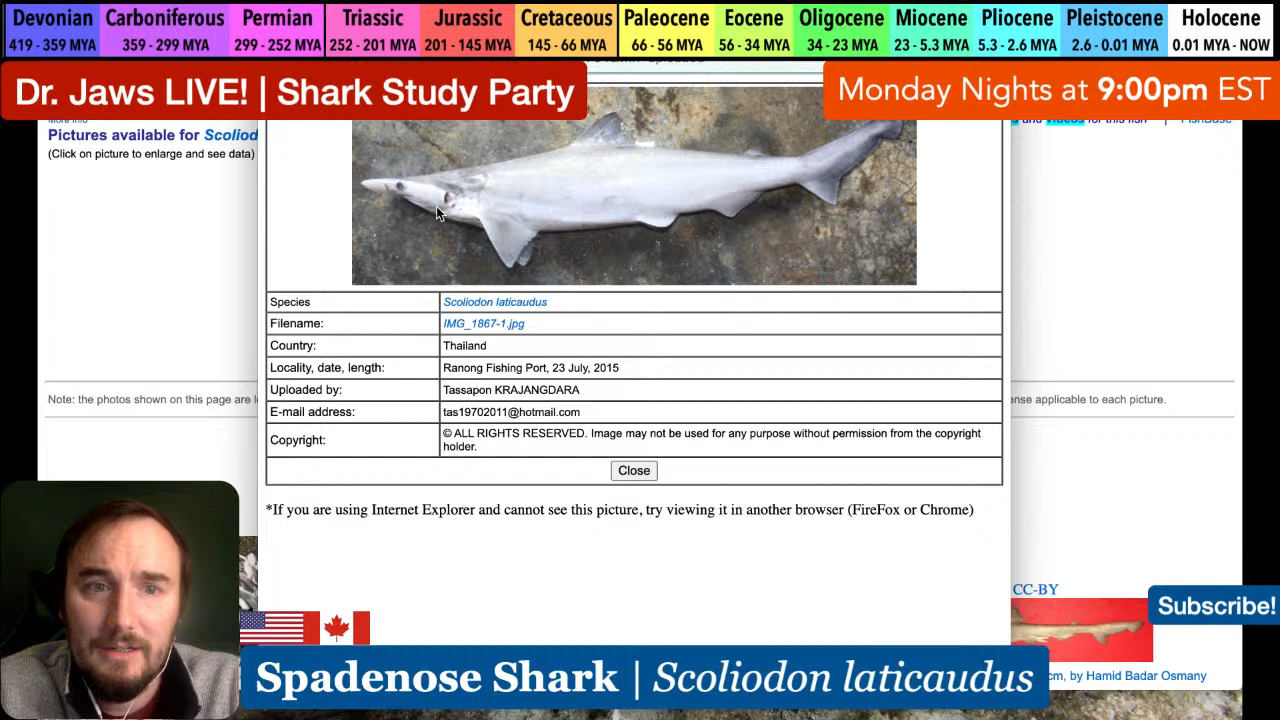 Devonian Carboniferous Permian Triassic Jurassic Cretaceous Paleocene Eocene Oligocene Miocene Pliocene Pleistocene Holocene
419 - 359 MYA 359 - 299 MYA 299 - 252 MYA 252 - 201 MYA 201 - 145 MYA 145 - 66 MYA 66 - 56 MYA 56 - 34 MYA 34 - 23 MYA 23 - 5.3 MYA 5.3 - 2.6 MYA 2.6 - 0.01 MYA 0.01 MYA - NOW
Dr. Jaws LIVE! | Shark Study Party
Monday Nights at 9:00pm EST
More info
and videos for this fish | FishBase
Pictures available for Scoliod
(Click on picture to enlarge and see data)
Species Scoliodon laticaudus
Filename: IMG_1867-1.jpg
Country: Thailand
Locality, date, length: Ranong Fishing Port, 23 July, 2015
Uploaded by: Tassapon KRAJANGDARA
Note: the photos shown on this page are
ense applicable to each picture.
E-mail address: tas19702011@hotmail.com
Copyright: © ALL RIGHTS RESERVED. Image may not be used for any purpose without permission from the copyright
holder.
Close
*If you are using Internet Explorer and cannot see this picture, try viewing it in another browser (FireFox or Chrome)
CC-BY
Subscribe!
Spadenose Shark | Scoliodon laticaudus
cm, by Hamid Badar Osmany